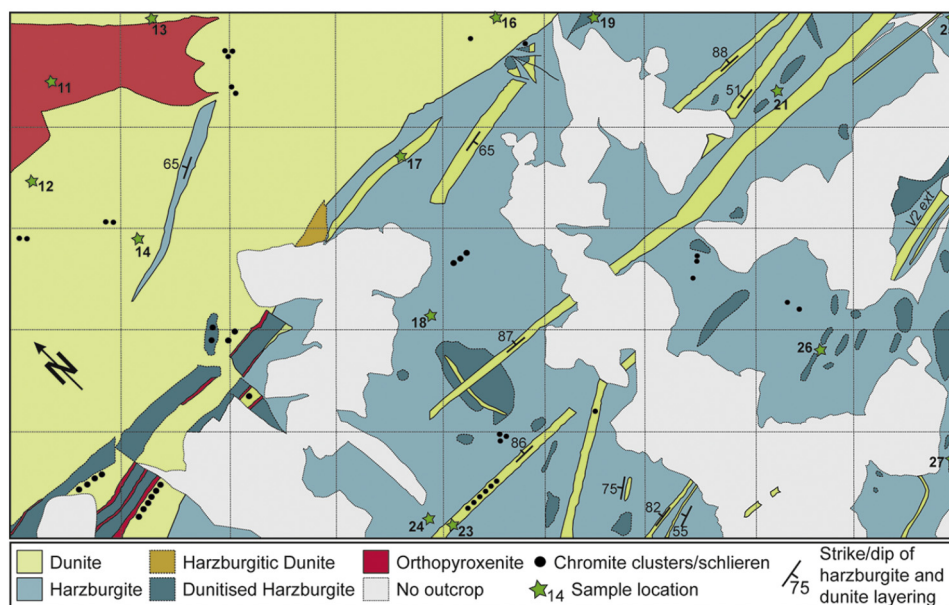 13
16
19
2
11
88
51
21
65
17
65
12
V2 ext
14
18
87
26
N
86
27
75
82
24
23
55
Dunite
Harzburgitic Dunite
Orthopyroxenite
Chromite clusters/schlieren
Strike/dip of
harzburgite and
dunite layering
Harzburgite
Dunitised Harzburgite
No outcrop
14
Sample location
75